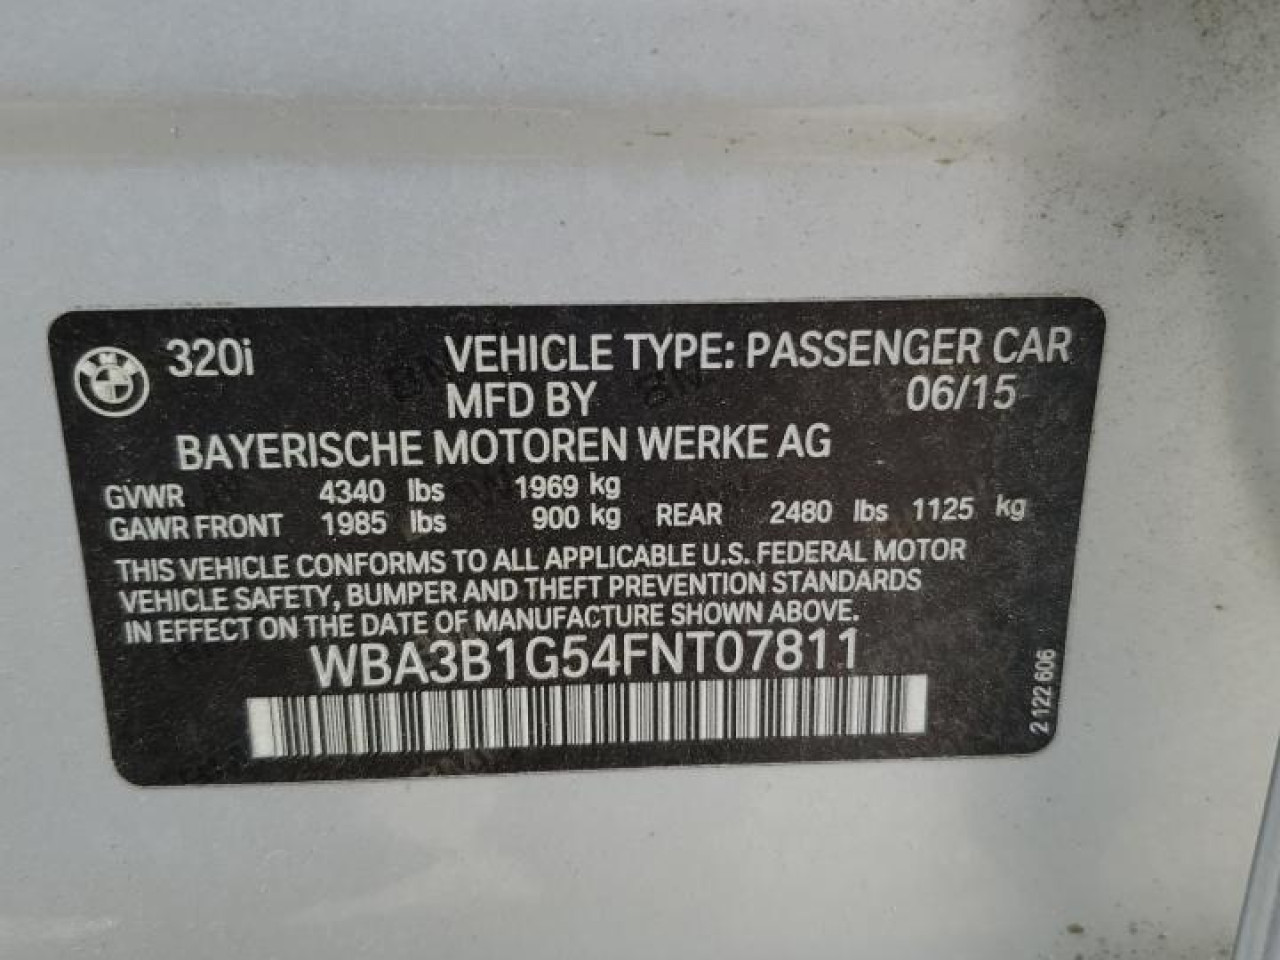 320i VEHICLE TYPE: PASSENGER CAR
MFD BY 06/15
BAYERISCHE MOTOREN WERKE AG
GVWR 4340 lbs 1969 kg
GAWR FRONT 1985 lbs 900 kg REAR 2480 lbs 1125 kg
THIS VEHICLE CONFORMS TO ALL APPLICABLE U.S. FEDERAL MOTOR
VEHICLE SAFETY, BUMPER AND THEFT PREVENTION STANDARDS
IN EFFECT ON THE DATE OF MANUFACTURE SHOWN ABOVE.
WBA3B1G54FNT07811
2 122 606